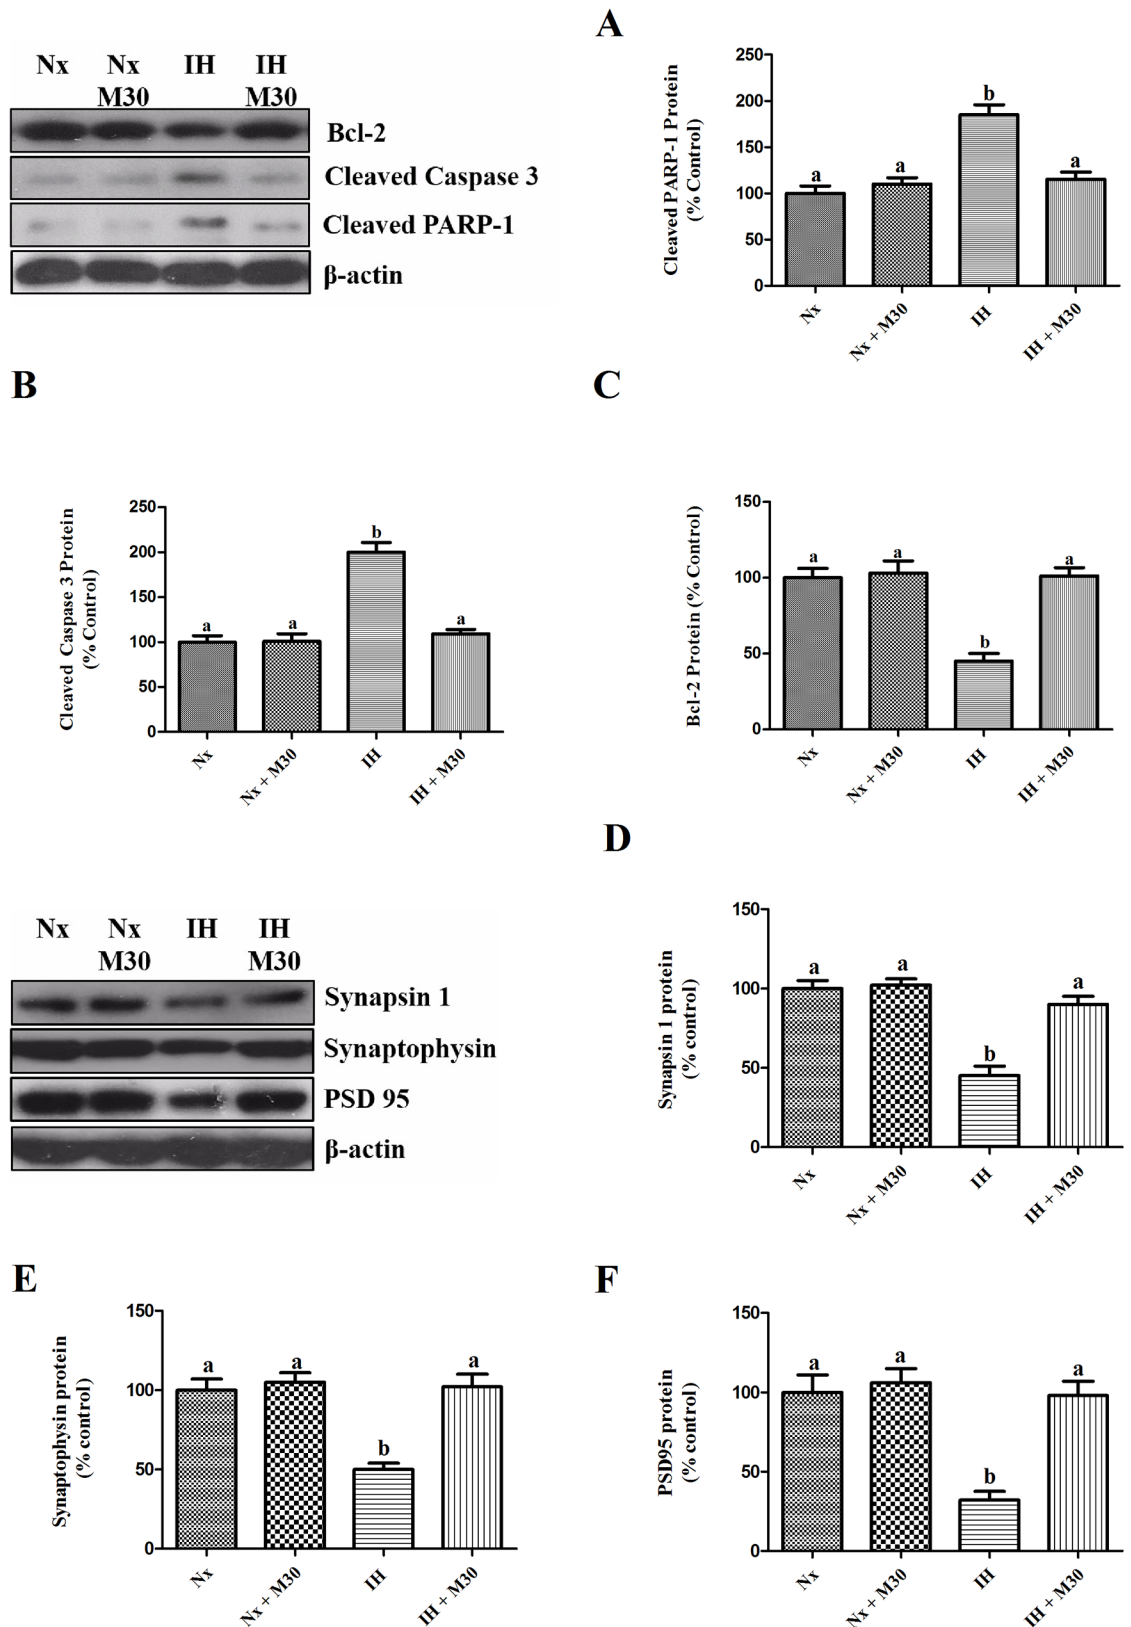 A
Nx Nx IH IH
M30 M30
Bcl-2
Cleaved Caspase 3
Cleaved PARP-1
β-actin
Cleaved PARP-1 Protein
(% Control)
250
200
150
100
50
0
a
a
b
a
Nx
Nx + M30
IH
IH + M30
B
Cleaved Caspase 3 Protein
(% Control)
250
200
150
100
50
0
a
a
b
a
Nx
Nx + M30
IH
IH + M30
C
Bcl-2 Protein (% Control)
150
100
50
0
a
a
b
a
Nx
Nx + M30
IH
IH + M30
D
Nx Nx IH IH
M30 M30
Synapsin 1
Synaptophysin
PSD 95
β-actin
Synapsin 1 protein
(% control)
150
100
50
0
a
a
b
a
Nx
Nx + M30
IH
IH + M30
E
Synaptophysin protein
(% control)
150
100
50
0
a
a
b
a
Nx
Nx + M30
IH
IH + M30
F
PSD95 protein
(% control)
150
100
50
0
a
a
b
a
Nx
Nx + M30
IH
IH + M30